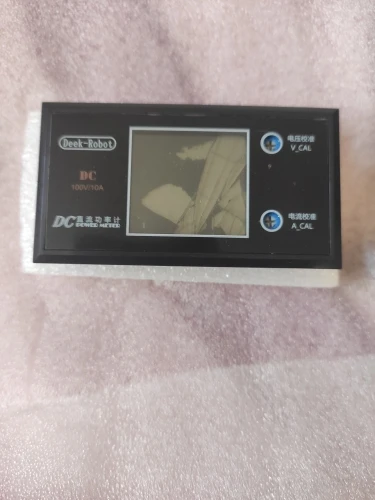 Deek-Robot
DC
100V/10A
DC 直流功率计
POWER METER
电压校准
V_CAL
电流校准
A_CAL